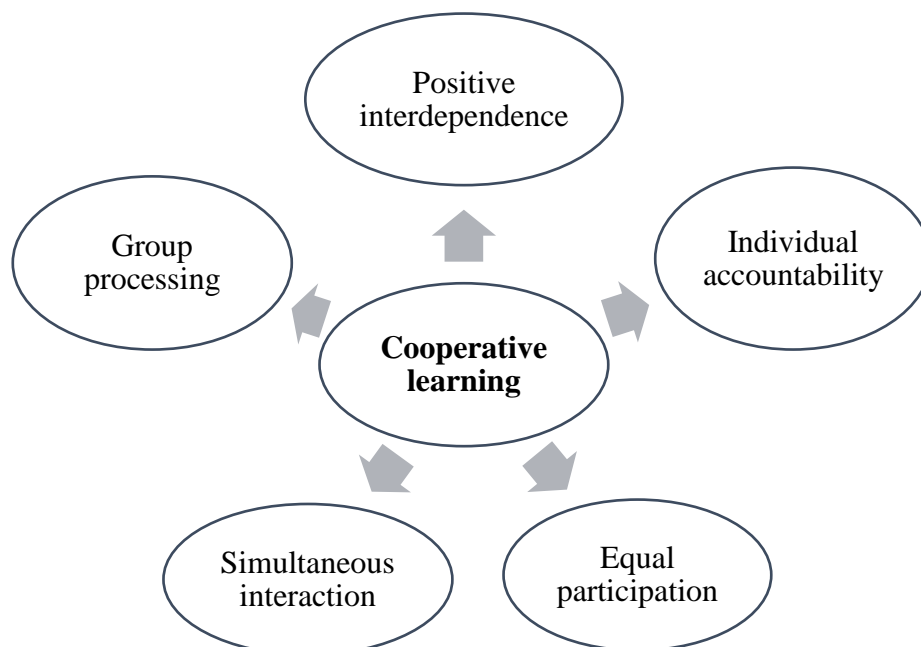 Positive
interdependence
Group
processing
Individual
accountability
Cooperative
learning
Simultaneous
interaction
Equal
participation